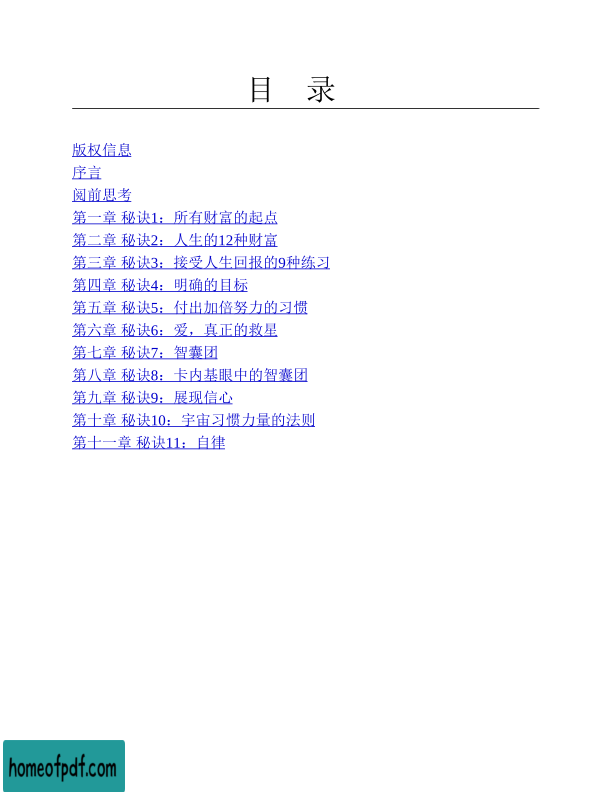 目 录
版权信息
序言
阅前思考
第一章 秘诀1：所有财富的起点
第二章 秘诀2：人生的12种财富
第三章 秘诀3：接受人生回报的9种练习
第四章 秘诀4：明确的目标
第五章 秘诀5：付出加倍努力的习惯
第六章 秘诀6：爱，真正的救星
第七章 秘诀7：智囊团
第八章 秘诀8：卡内基眼中的智囊团
第九章 秘诀9：展现信心
第十章 秘诀10：宇宙习惯力量的法则
第十一章 秘诀11：自律
homeofpdf.com